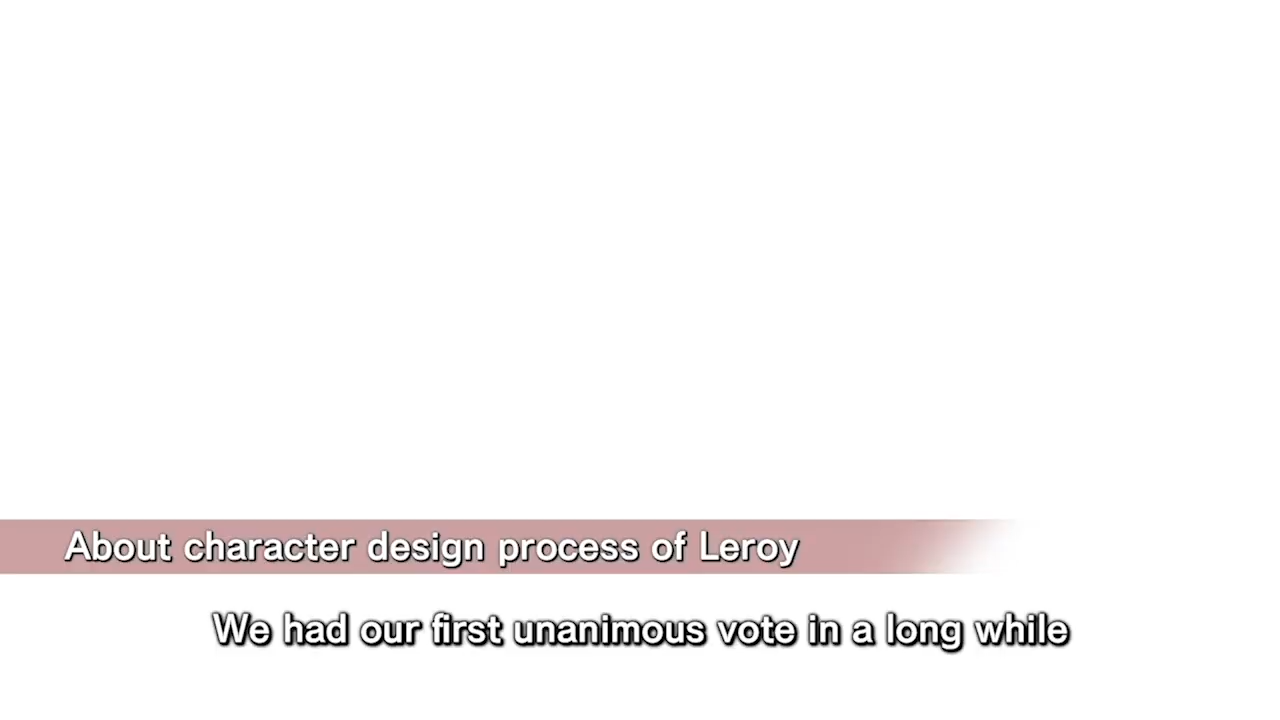 About character design process of Leroy
We had our first unanimous vote in a long while